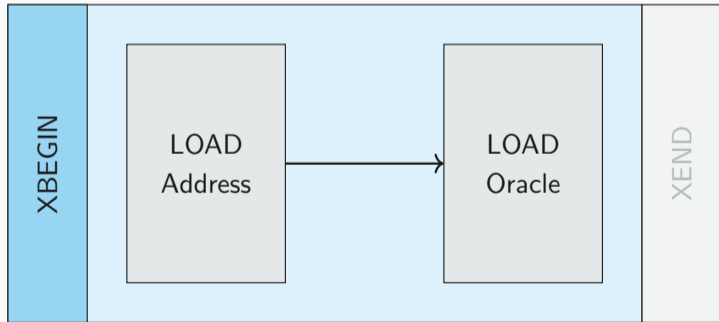 XBEGIN
LOAD
Address
LOAD
Oracle
XEND